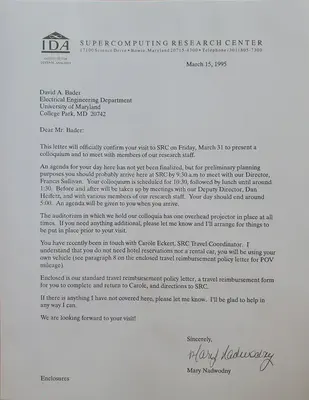 IDA
SUPERCOMPUTING RESEARCH CENTER
17100 Science Drive • Bowie, Maryland 20715-4300 • Telephone (301) 805-7500
March 15, 1995
David A. Bader
Electrical Engineering Department
University of Maryland
College Park, MD 20742
Dear Mr. Bader:
This letter will officially confirm your visit to SRC on Friday, March 31 to present a
colloquium and to meet with members of our research staff.
An agenda for your day here has not yet been finalized, but for preliminary planning
purposes you should probably arrive here at SRC by 9:30 a.m to meet with our Director,
Francis Sullivan. Your colloquium is scheduled for 10:30, followed by lunch until around
1:30. Before and after will be taken up by meetings with our Deputy Director, Dan
and with various members of our research staff. Your day should end around
5:00. An agenda will be given to you when you arrive.
The auditorium in which we hold our colloquia has one overhead projector in place at all
times. If you need anything additional, please let me know and I'll arrange for things to
be put in place prior to your visit.
You have recently been in touch with Carole Eckert, SRC Travel Coordinator. I
understand that you do not need hotel reservations nor a rental car, you will be using your
own vehicle (see paragraph 8 on the enclosed travel reimbursement policy letter for POV
mileage).
Enclosed is our standard travel reimbursement policy letter, a travel reimbursement form
for you to complete and return to Carole, and directions to SRC.
If there is anything I have not covered here, please let me know. I'll be glad to help in
any way I can.
We are looking forward to your visit!
Sincerely,
Mary Nadwodny
Mary Nadwodny
Enclosures